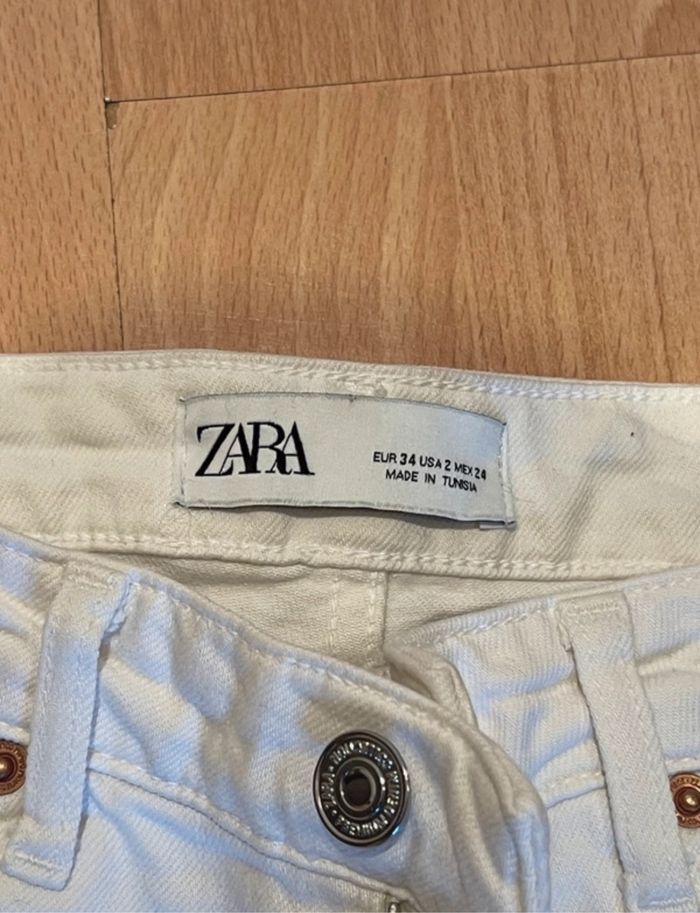 ZARA
EUR 34 USA 2 MEX 24
MADE IN TUNISIA